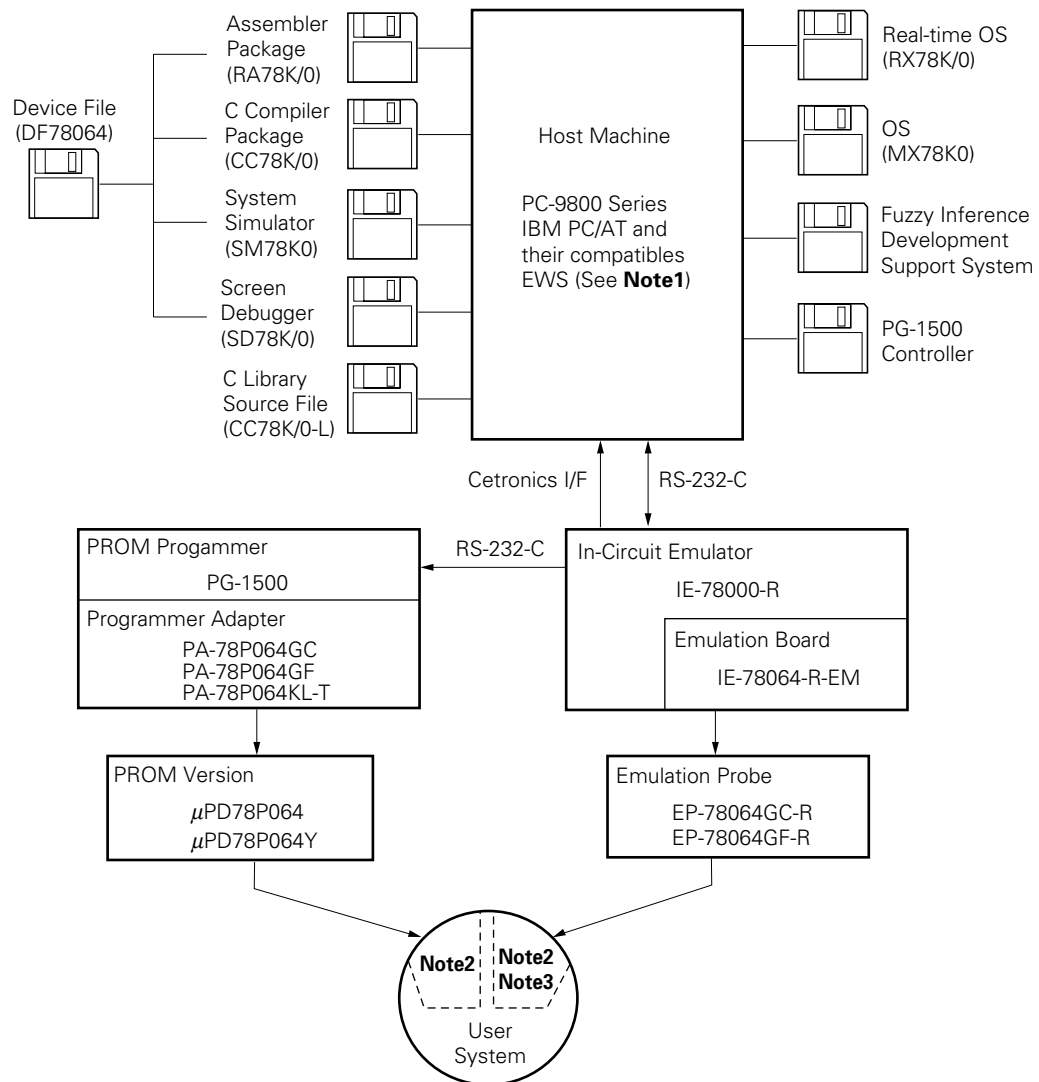 Device File
(DF78064)
Assembler
Package
(RA78K/0)
C Compiler
Package
(CC78K/0)
System
Simulator
(SM78K0)
Screen
Debugger
(SD78K/0)
C Library
Source File
(CC78K/0-L)
Host Machine
PC-9800 Series
IBM PC/AT and
their compatibles
EWS (See Note1)
Real-time OS
(RX78K/0)
OS
(MX78K0)
Fuzzy Inference
Development
Support System
PG-1500
Controller
Cetronics I/F
RS-232-C
PROM Progammer
PG-1500
Programmer Adapter
PA-78P064GC
PA-78P064GF
PA-78P064KL-T
RS-232-C
In-Circuit Emulator
IE-78000-R
Emulation Board
IE-78064-R-EM
PROM Version
μPD78P064
μPD78P064Y
Emulation Probe
EP-78064GC-R
EP-78064GF-R
Note2
Note2
Note3
User
System